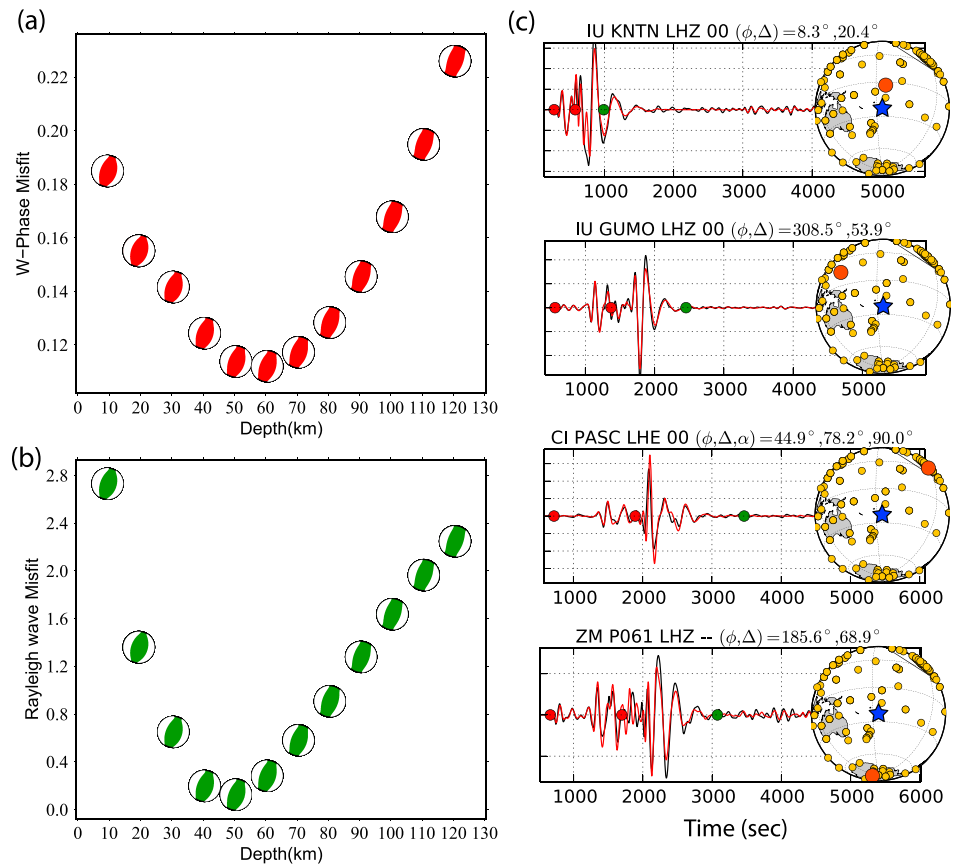 (a)
W-Phase Misfit
0.22
0.20
0.18
0.16
0.14
0.12
0 10 20 30 40 50 60 70 80 90 100 110 120 130
Depth(km)
(b)
Rayleigh wave Misfit
2.8
2.4
2.0
1.6
1.2
0.8
0.4
0.0
0 10 20 30 40 50 60 70 80 90 100 110 120 130
Depth(km)
(c)
IU KNTN LHZ 00 (ϕ,Δ)=8.3°,20.4°
1000 2000 3000 4000 5000
IU GUMO LHZ 00 (ϕ,Δ)=308.5°,53.9°
1000 2000 3000 4000 5000
CI PASC LHE 00 (ϕ,Δ,α)=44.9°,78.2°,90.0°
1000 2000 3000 4000 5000 6000
ZM P061 LHZ -- (ϕ,Δ)=185.6°,68.9°
1000 2000 3000 4000 5000 6000
Time (sec)